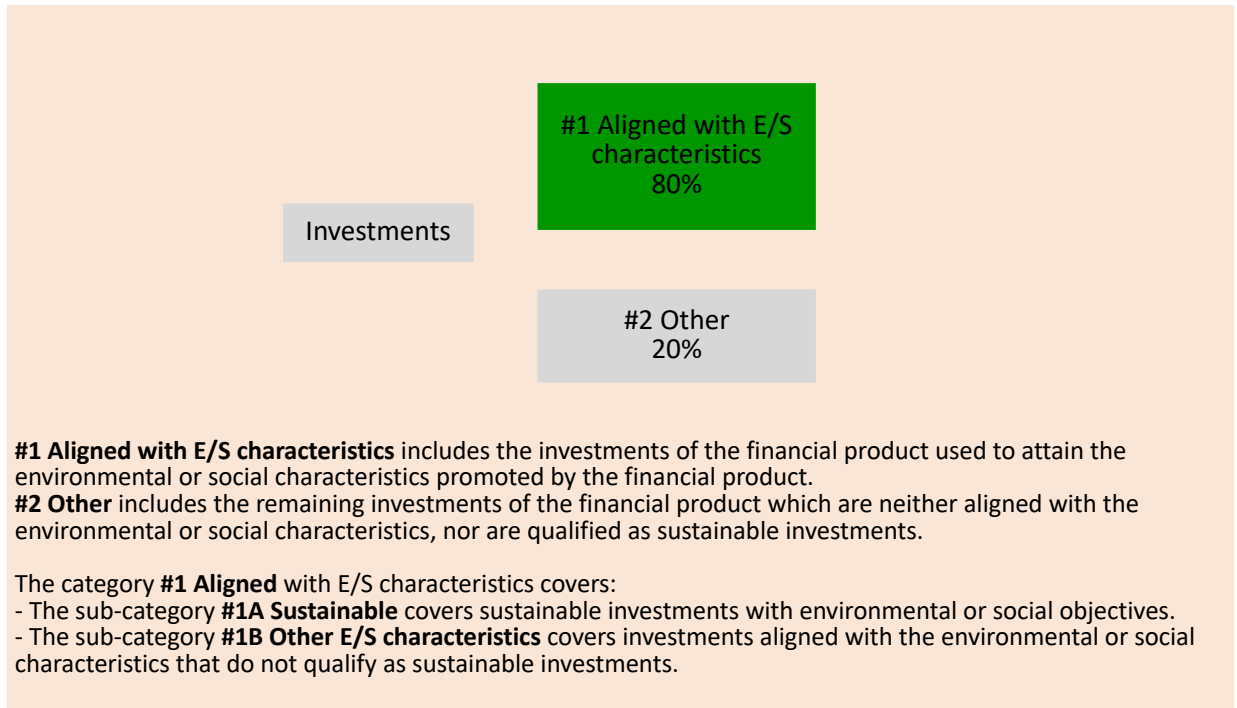 #1 Aligned with E/S
characteristics
80%
Investments
#2 Other
20%
#1 Aligned with E/S characteristics includes the investments of the financial product used to attain the
environmental or social characteristics promoted by the financial product.
#2 Other includes the remaining investments of the financial product which are neither aligned with the
environmental or social characteristics, nor are qualified as sustainable investments.
The category #1 Aligned with E/S characteristics covers:
- The sub-category #1A Sustainable covers sustainable investments with environmental or social objectives.
- The sub-category #1B Other E/S characteristics covers investments aligned with the environmental or social
characteristics that do not qualify as sustainable investments.